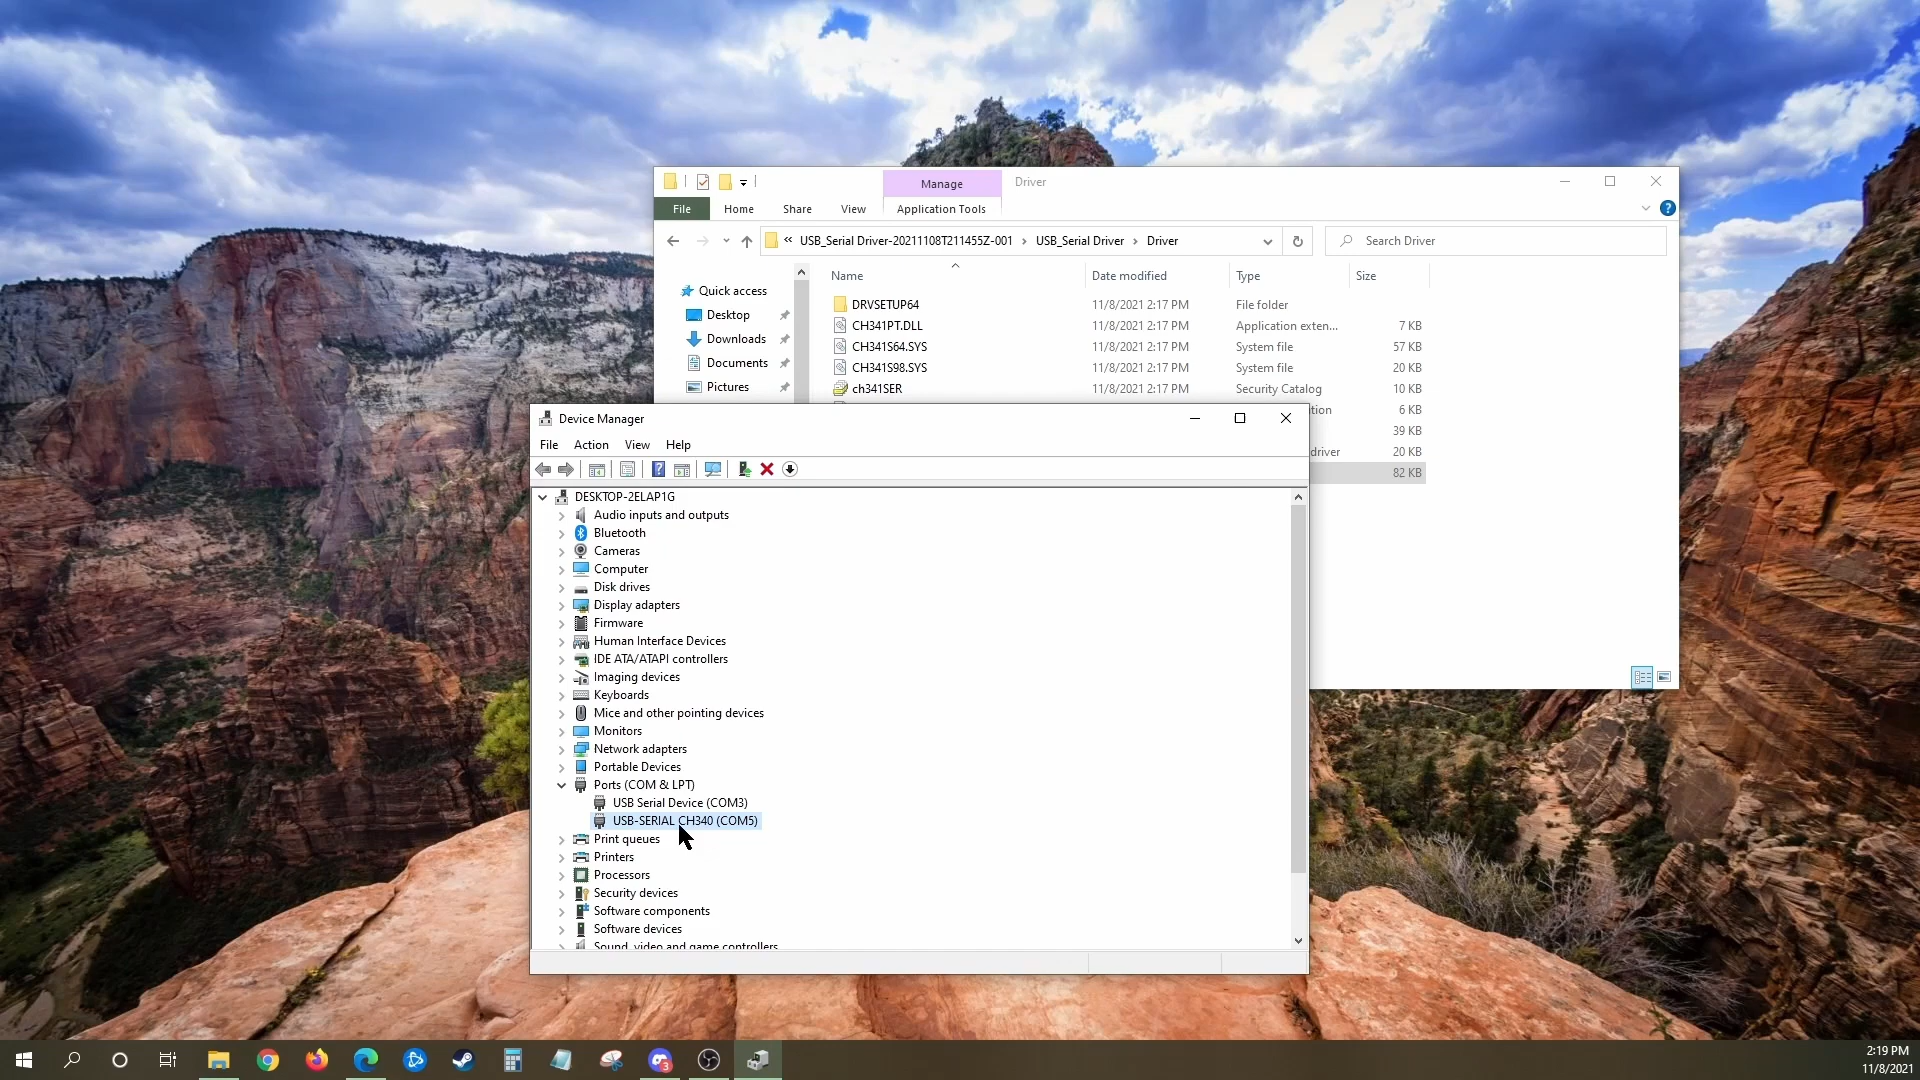 Manage
Driver
File
Home
Share
View
Application Tools
«
USB_Serial Driver-20211108T211455Z-001 › USB_Serial Driver › Driver
Search Driver
Name
Date modified
Type
Size
Quick access
Desktop
Downloads
Documents
Pictures
DRVSETUP64 11/8/2021 2:17 PM File folder
CH341PT.DLL 11/8/2021 2:17 PM Application exten... 7 KB
CH341S64.SYS 11/8/2021 2:17 PM System file 57 KB
CH341S98.SYS 11/8/2021 2:17 PM System file 20 KB
ch341SER 11/8/2021 2:17 PM Security Catalog 10 KB
tion 6 KB
39 KB
driver 20 KB
82 KB
Device Manager
File Action View Help
DESKTOP-2ELAP1G
Audio inputs and outputs
Bluetooth
Cameras
Computer
Disk drives
Display adapters
Firmware
Human Interface Devices
IDE ATA/ATAPI controllers
Imaging devices
Keyboards
Mice and other pointing devices
Monitors
Network adapters
Portable Devices
Ports (COM & LPT)
USB Serial Device (COM3)
USB-SERIAL CH340 (COM5)
Print queues
Printers
Processors
Security devices
Software components
Software devices
Sound, video and game controllers
3
2:19 PM
11/8/2021